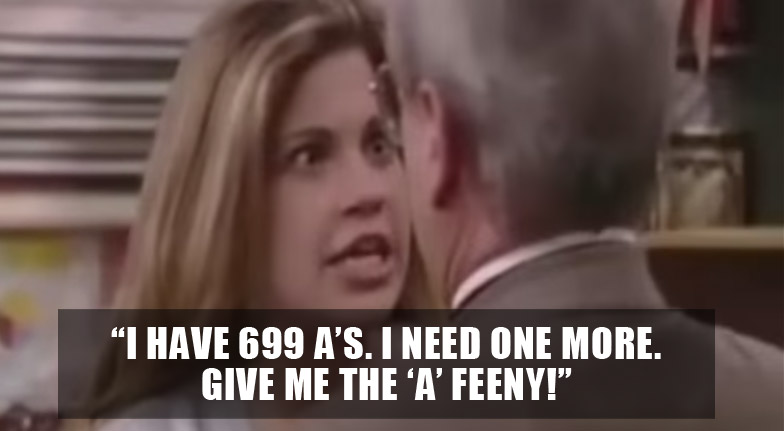 “I HAVE 699 A’S. I NEED ONE MORE.
GIVE ME THE ‘A’ FEENY!”